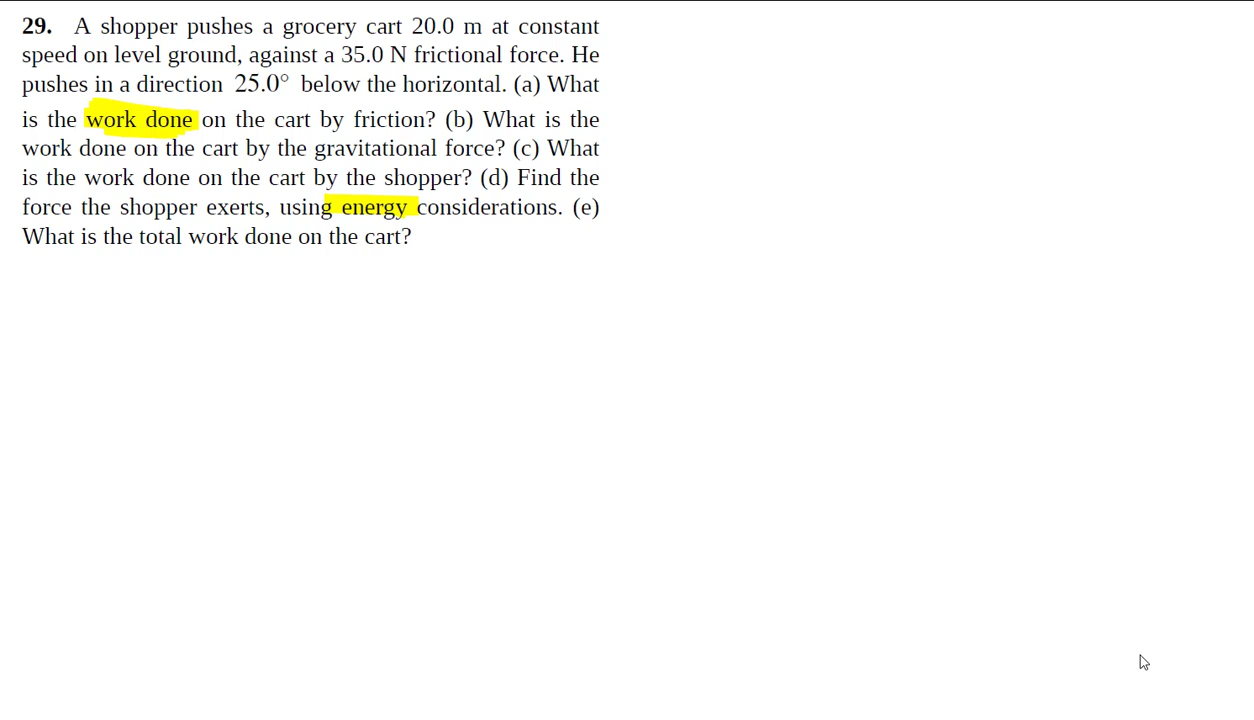 29. A shopper pushes a grocery cart 20.0 m at constant
speed on level ground, against a 35.0 N frictional force. He
pushes in a direction 25.0° below the horizontal. (a) What
is the work done on the cart by friction? (b) What is the
work done on the cart by the gravitational force? (c) What
is the work done on the cart by the shopper? (d) Find the
force the shopper exerts, using energy considerations. (e)
What is the total work done on the cart?